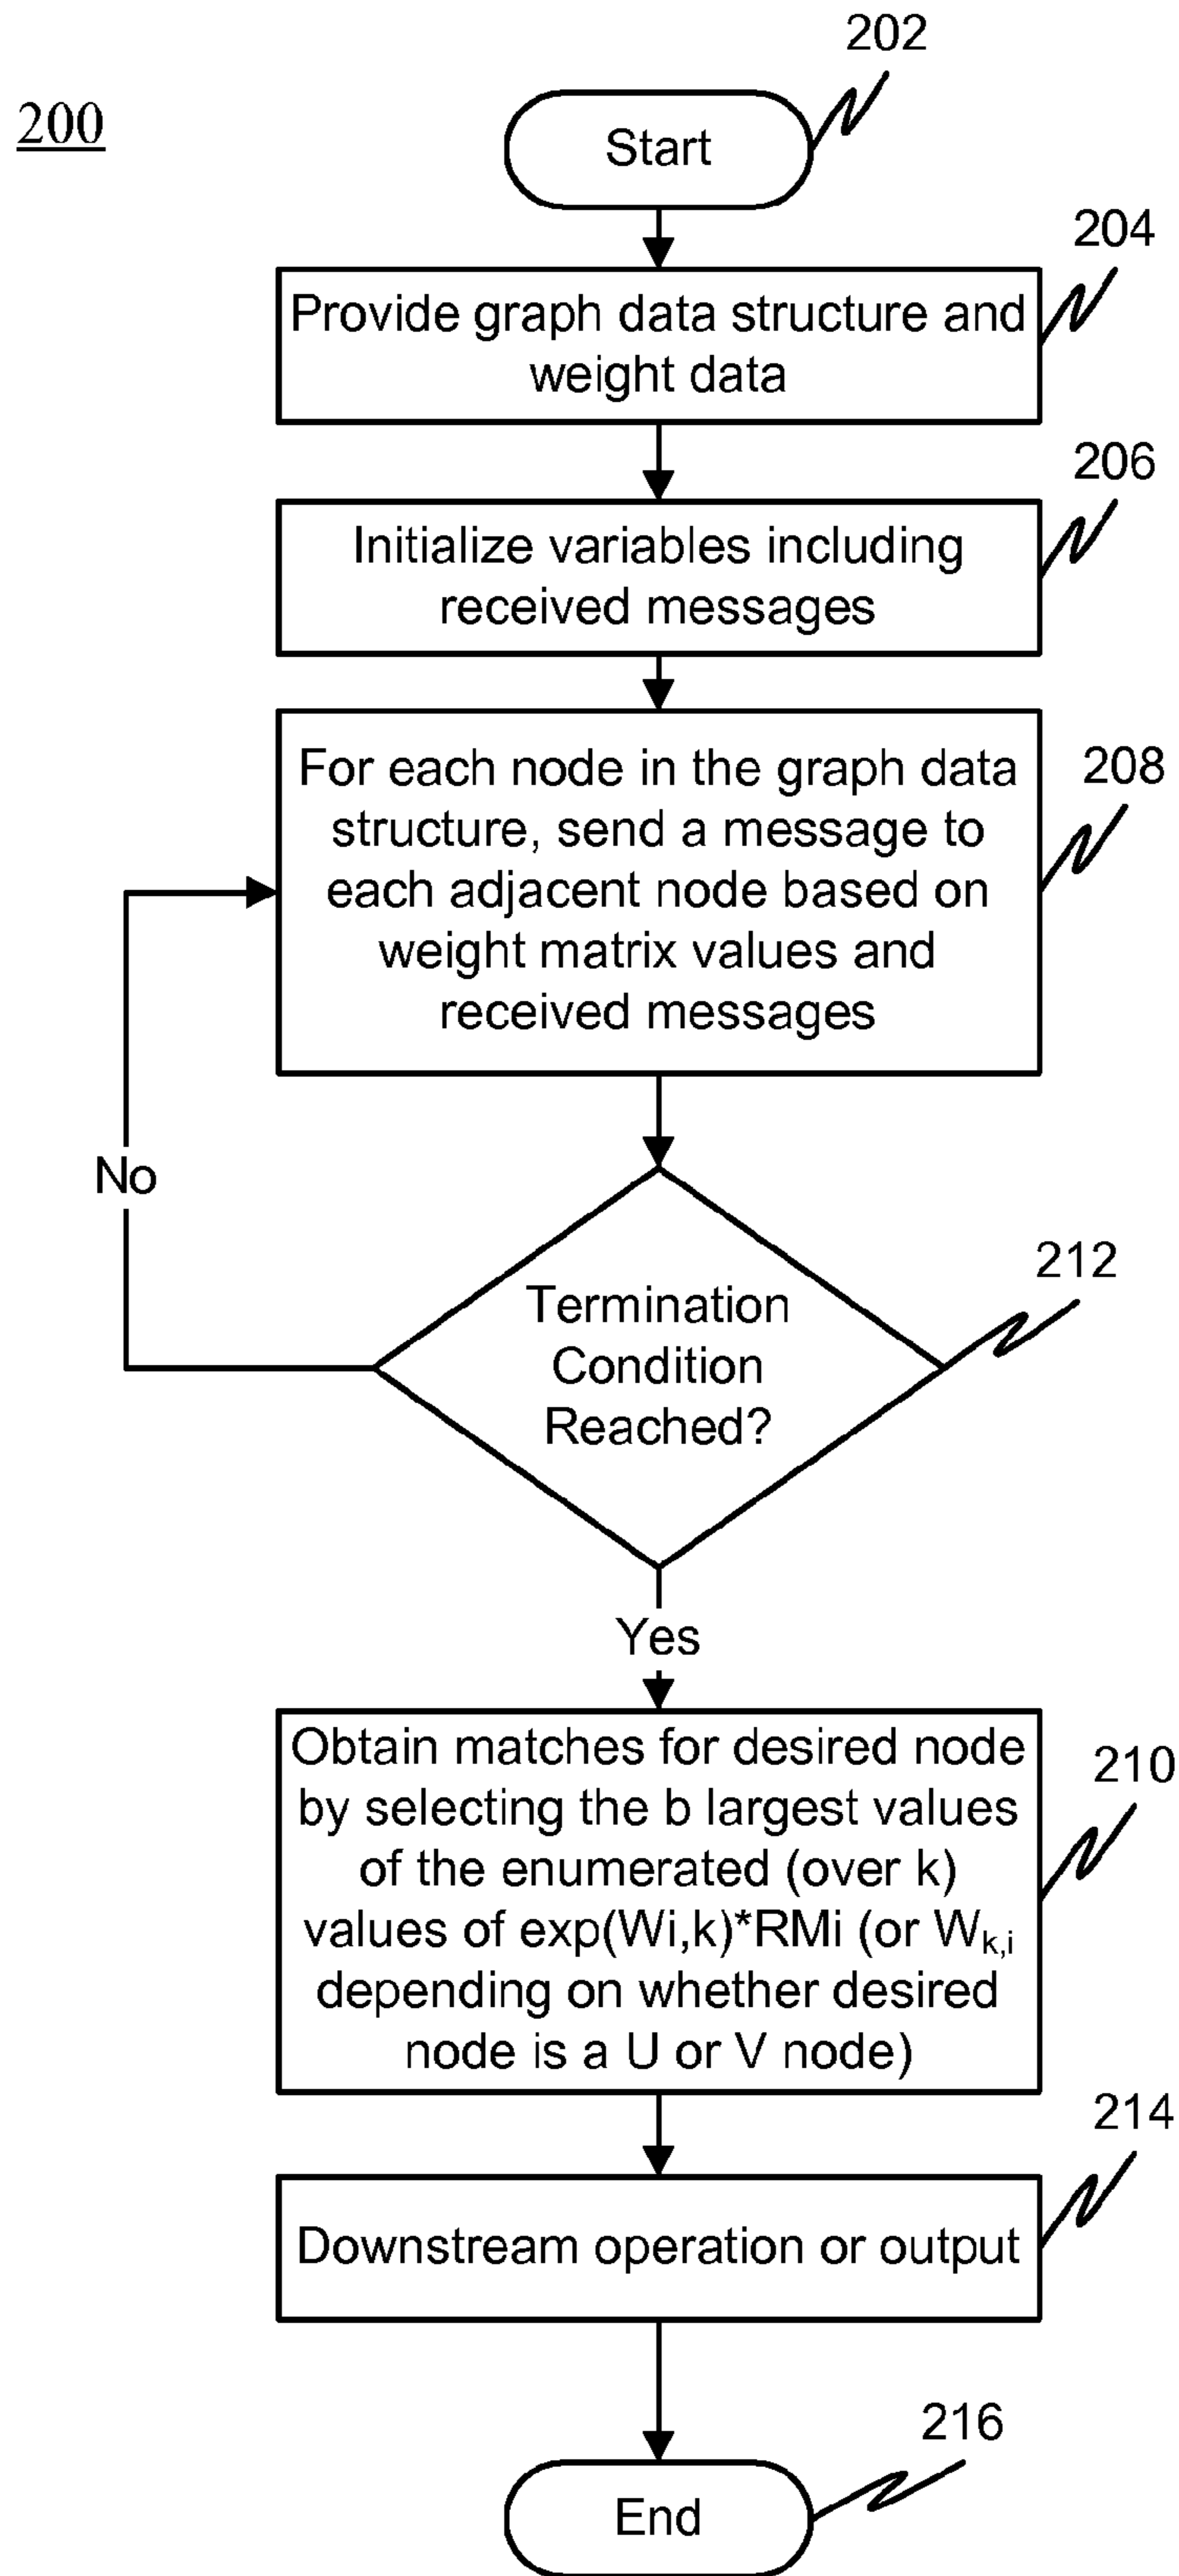 202
200
Start
204
Provide graph data structure and
weight data
206
Initialize variables including
received messages
208
For each node in the graph data
structure, send a message to
each adjacent node based on
weight matrix values and
received messages
No
212
Termination
Condition
Reached?
Yes
210
Obtain matches for desired node
by selecting the b largest values
of the enumerated (over k)
values of exp(Wi,k)*RMi (or Wk,i
depending on whether desired
node is a U or V node)
214
Downstream operation or output
216
End